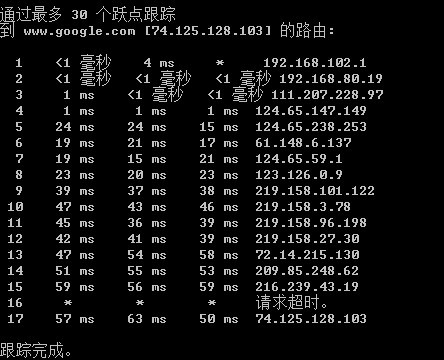 通过最多 30 个跃点跟踪
到 www.google.com [74.125.128.103] 的路由:
1 <1 毫秒 4 ms * 192.168.102.1
2 <1 毫秒 <1 毫秒 <1 毫秒 192.168.80.19
3 1 ms <1 毫秒 <1 毫秒 111.207.228.97
4 1 ms 1 ms 1 ms 124.65.147.149
5 24 ms 24 ms 15 ms 124.65.238.253
6 19 ms 21 ms 17 ms 61.148.6.137
7 19 ms 15 ms 21 ms 124.65.59.1
8 23 ms 20 ms 23 ms 123.126.0.9
9 39 ms 37 ms 38 ms 219.158.101.122
10 47 ms 43 ms 46 ms 219.158.3.78
11 45 ms 36 ms 39 ms 219.158.96.198
12 42 ms 41 ms 39 ms 219.158.27.30
13 47 ms 54 ms 58 ms 72.14.215.130
14 51 ms 55 ms 53 ms 209.85.248.62
15 59 ms 56 ms 59 ms 216.239.43.19
16 * * * 请求超时。
17 57 ms 63 ms 50 ms 74.125.128.103
跟踪完成。